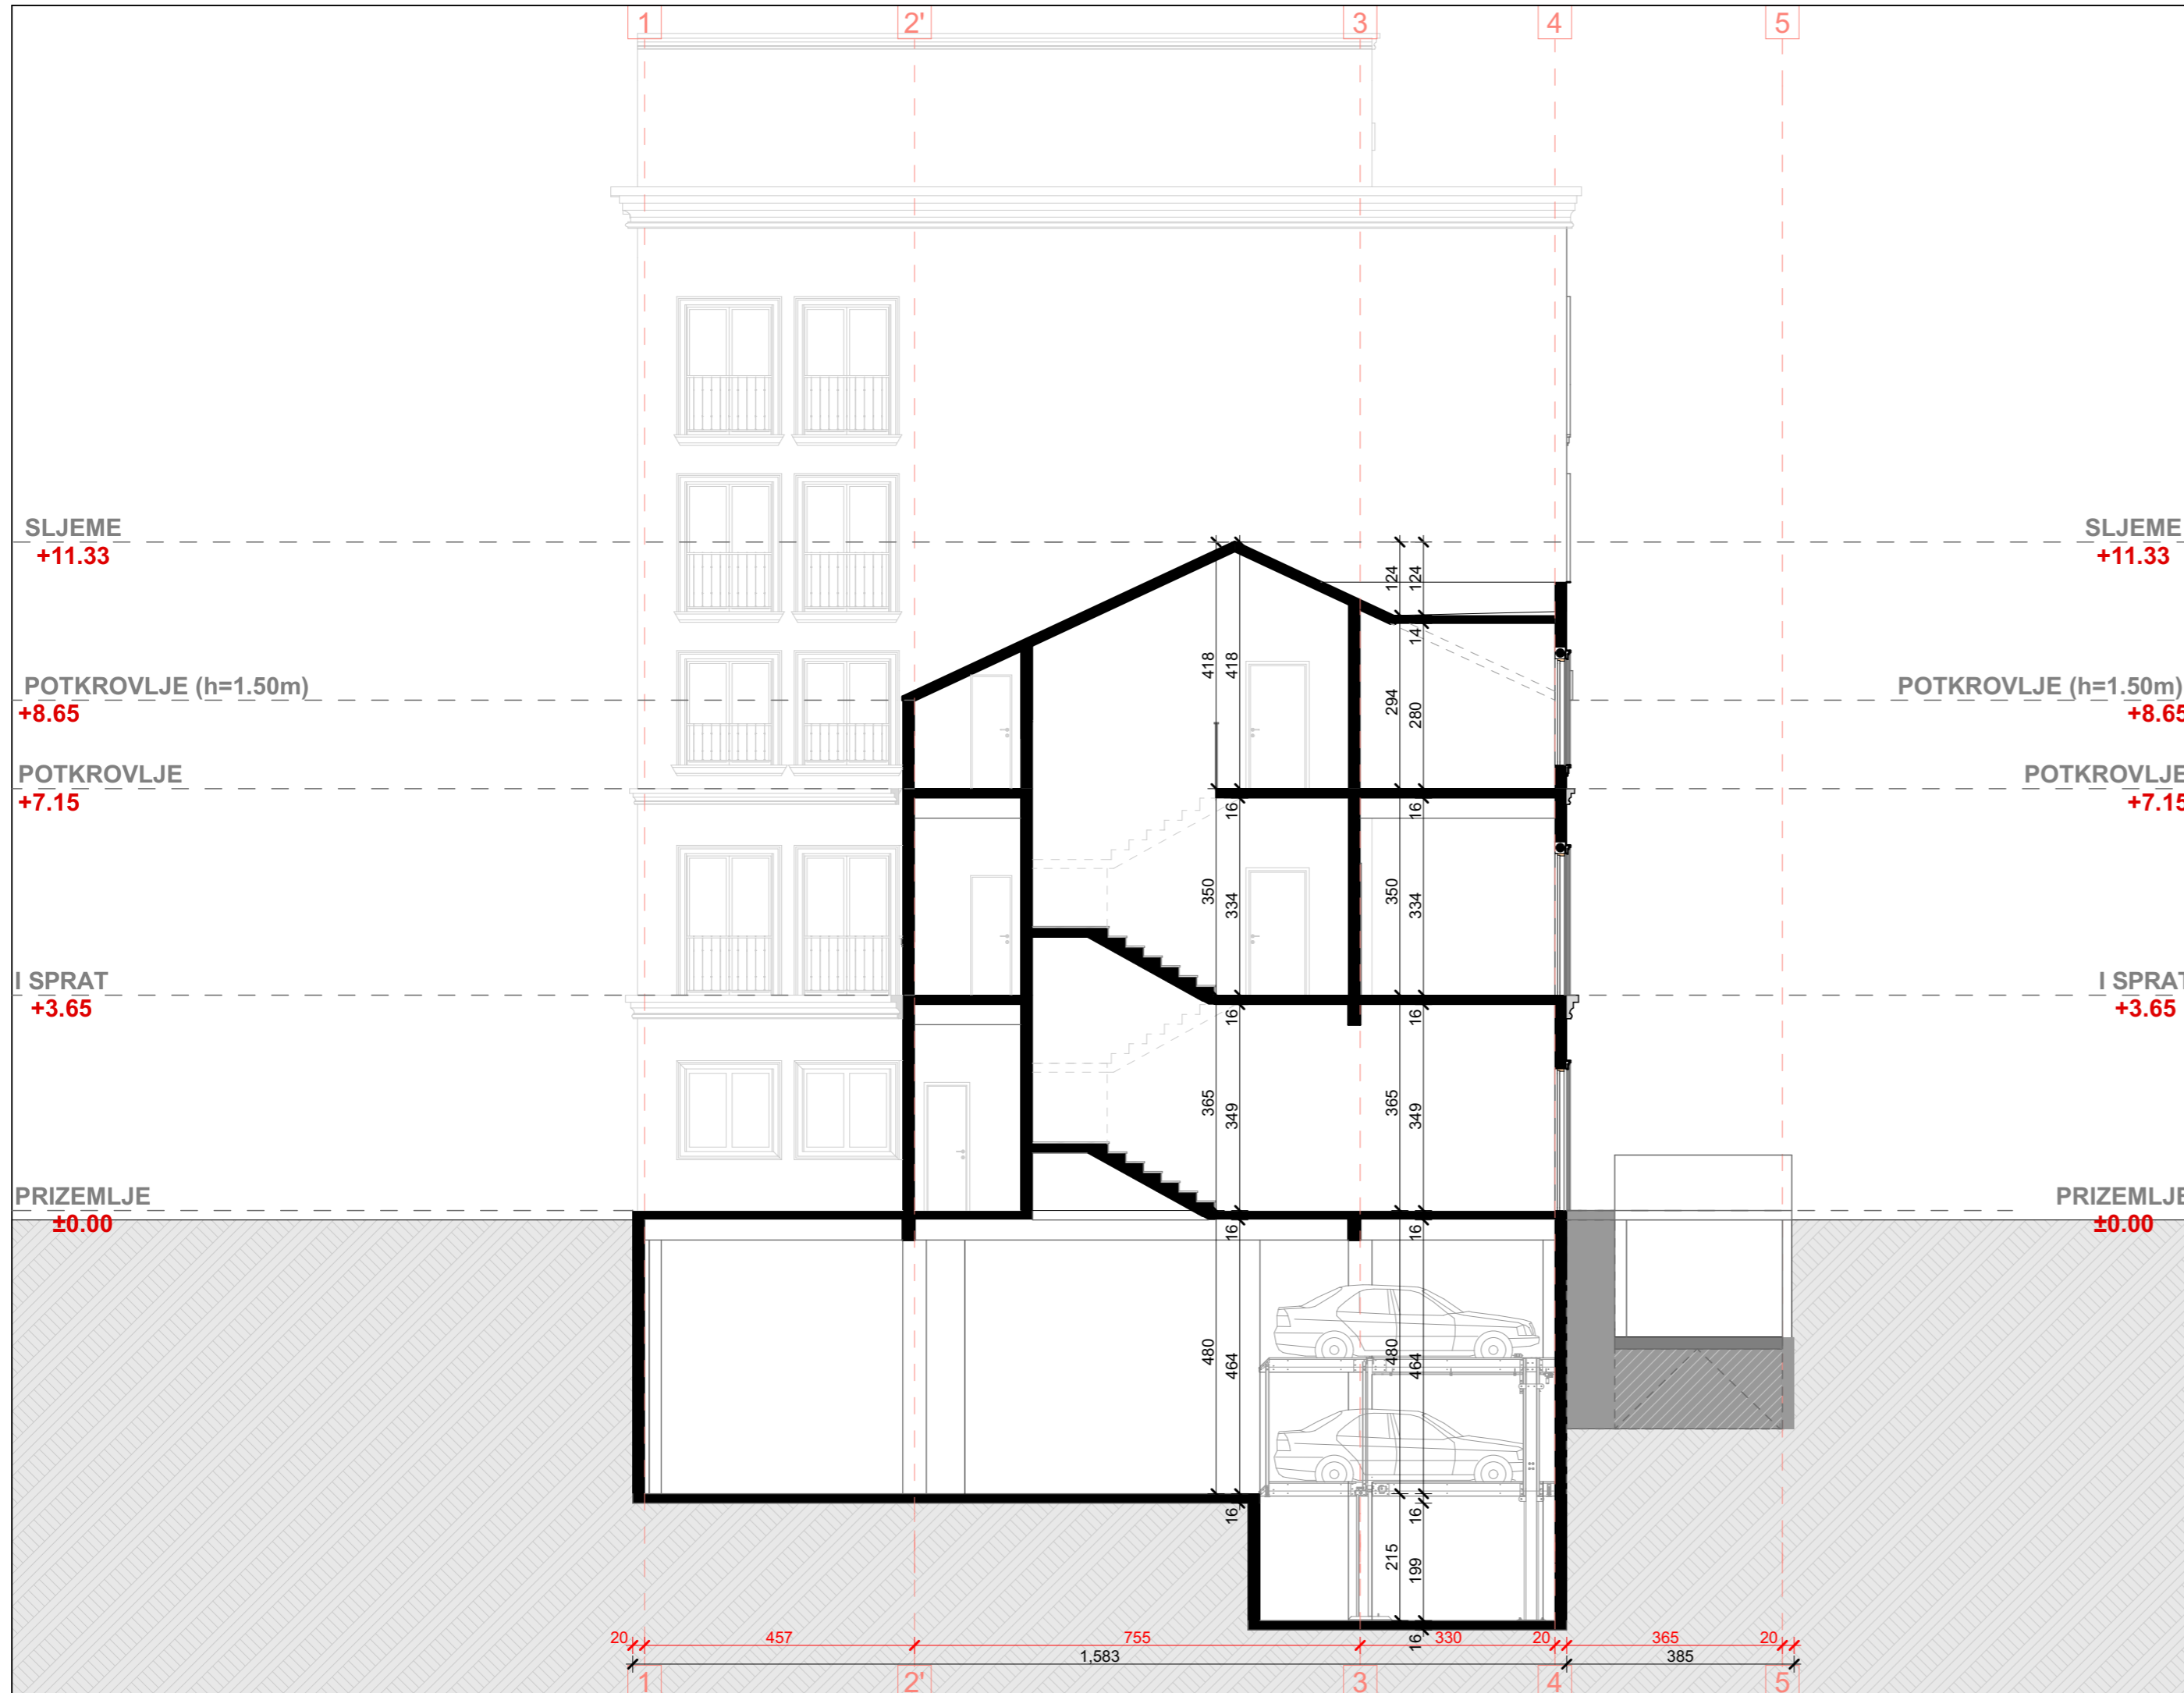 1 2' 3 4 5
SLJEME SLJEME
+11.33 +11.33
124 124
14
418 418
POTKROVLJE (h=1.50m) POTKROVLJE (h=1.50m)
+8.65 +8.65
294 280
POTKROVLJE POTKROVLJE
+7.15 +7.15
16 16
350 334 350 334
I SPRAT I SPRAT
+3.65 +3.65
16 16
365 349 365 349
PRIZEMLJE PRIZEMLJE
±0.00 ±0.00
16 16
480 464 480 464
16 16
215 199
20 457 755 330 20 365 20
16
1,583 385
1 2' 3 4 5